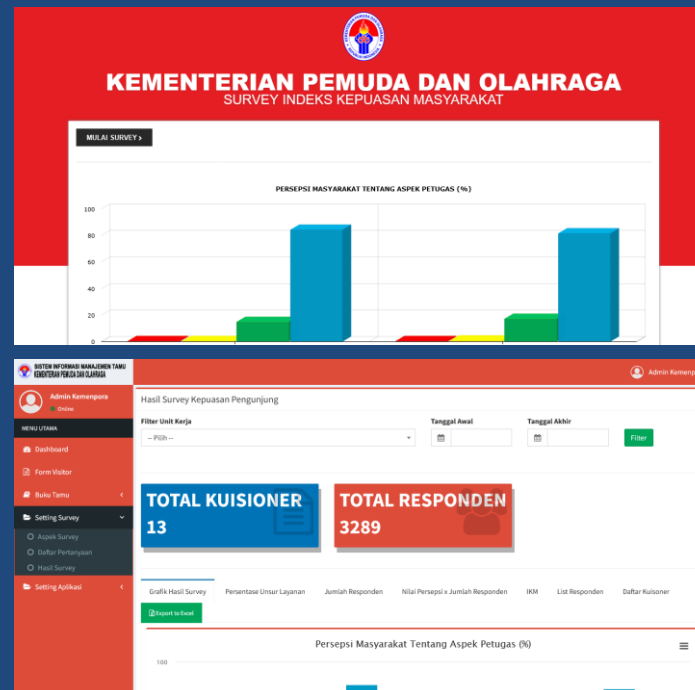 KEMENTERIAN PEMUDA DAN OLAHRAGA
SURVEY INDEKS KEPUASAN MASYARAKAT
MULAI SURVEY >
PERSEPSI MASYARAKAT TENTANG ASPEK PETUGAS (%)
100
80
60
40
20
0
SISTEM INFORMASI MANAJEMEN TAMU
KEMENTERIAN PEMUDA DAN OLAHRAGA
Admin Kemenpo
Admin Kemenpora
Online
MENU UTAMA
Dashboard
Form Visitor
Buku Tamu
Setting Survey
Aspek Survey
Daftar Pertanyaan
Hasil Survey
Setting Aplikasi
Hasil Survey Kepuasan Pengunjung
Filter Unit Kerja Tanggal Awal Tanggal Akhir
-- Pilih -- Filter
TOTAL KUISIONER
13
TOTAL RESPONDEN
3289
Grafik Hasil Survey Persentase Unsur Layanan Jumlah Responden Nilai Persepsi x Jumlah Responden IKM List Responden Daftar Kuisoner
Export to Excel
Persepsi Masyarakat Tentang Aspek Petugas (%)
100